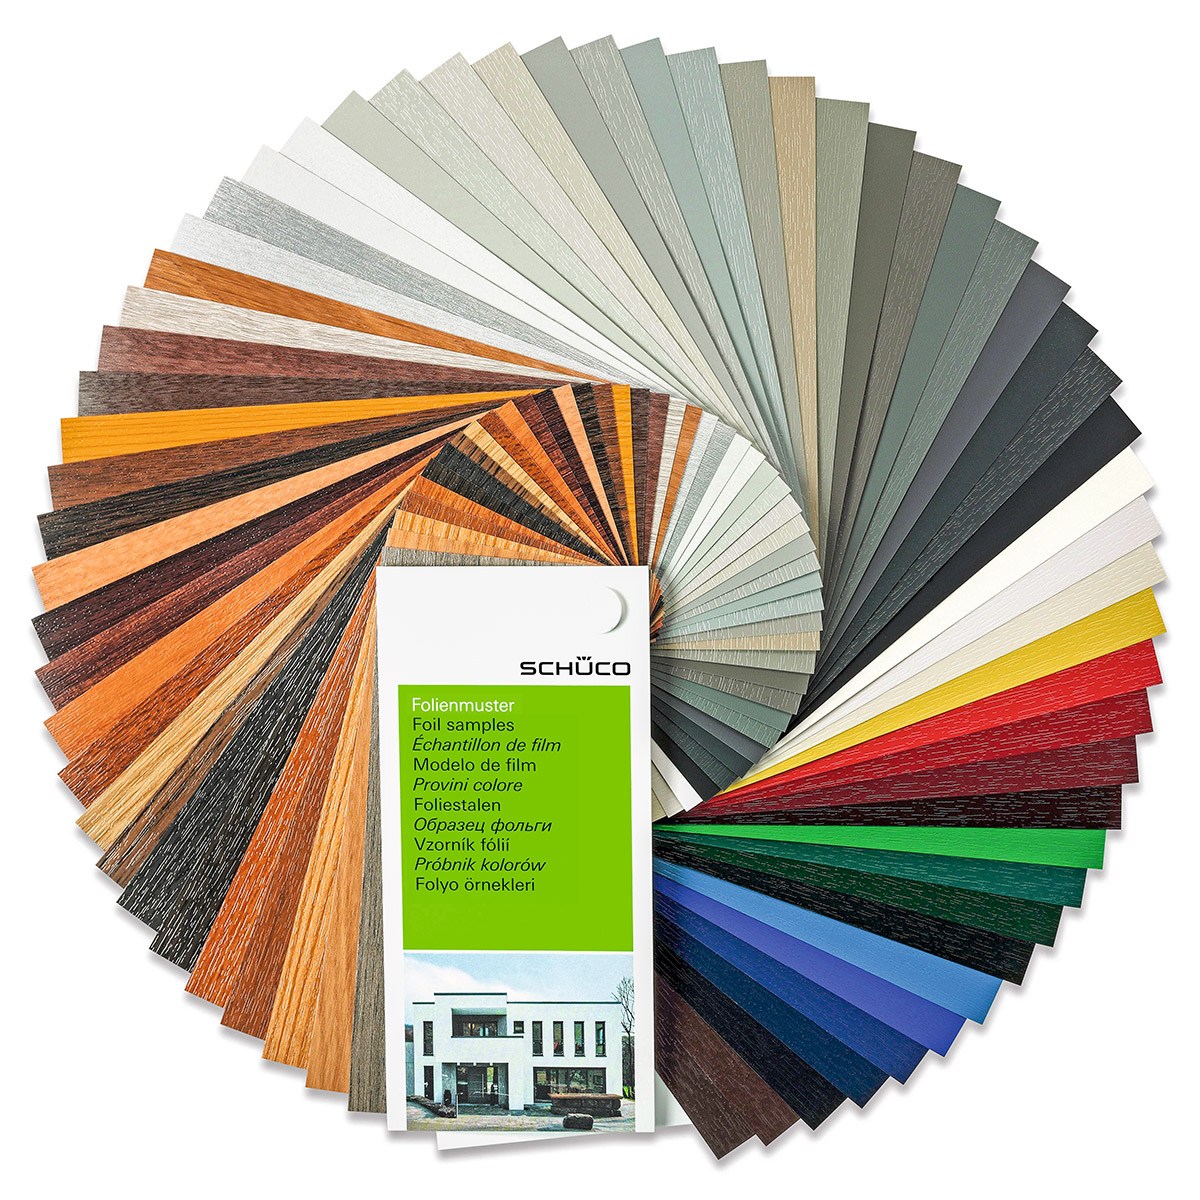 SCHÜCO
Folienmuster
Foil samples
Échantillon de film
Modelo de film
Provini colore
Foliestalen
Образец фольги
Vzorník fólií
Próbnik kolorów
Folyo örnekleri